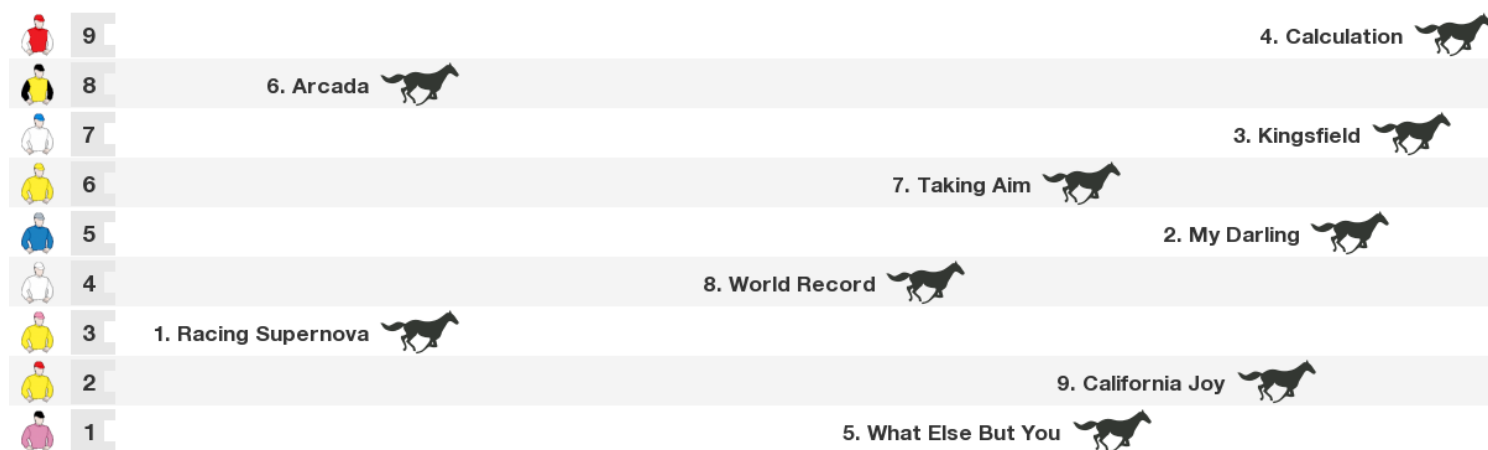 9 4. Calculation
8 6. Arcada
7 3. Kingsfield
6 7. Taking Aim
5 2. My Darling
4 8. World Record
3 1. Racing Supernova
2 9. California Joy
1 5. What Else But You